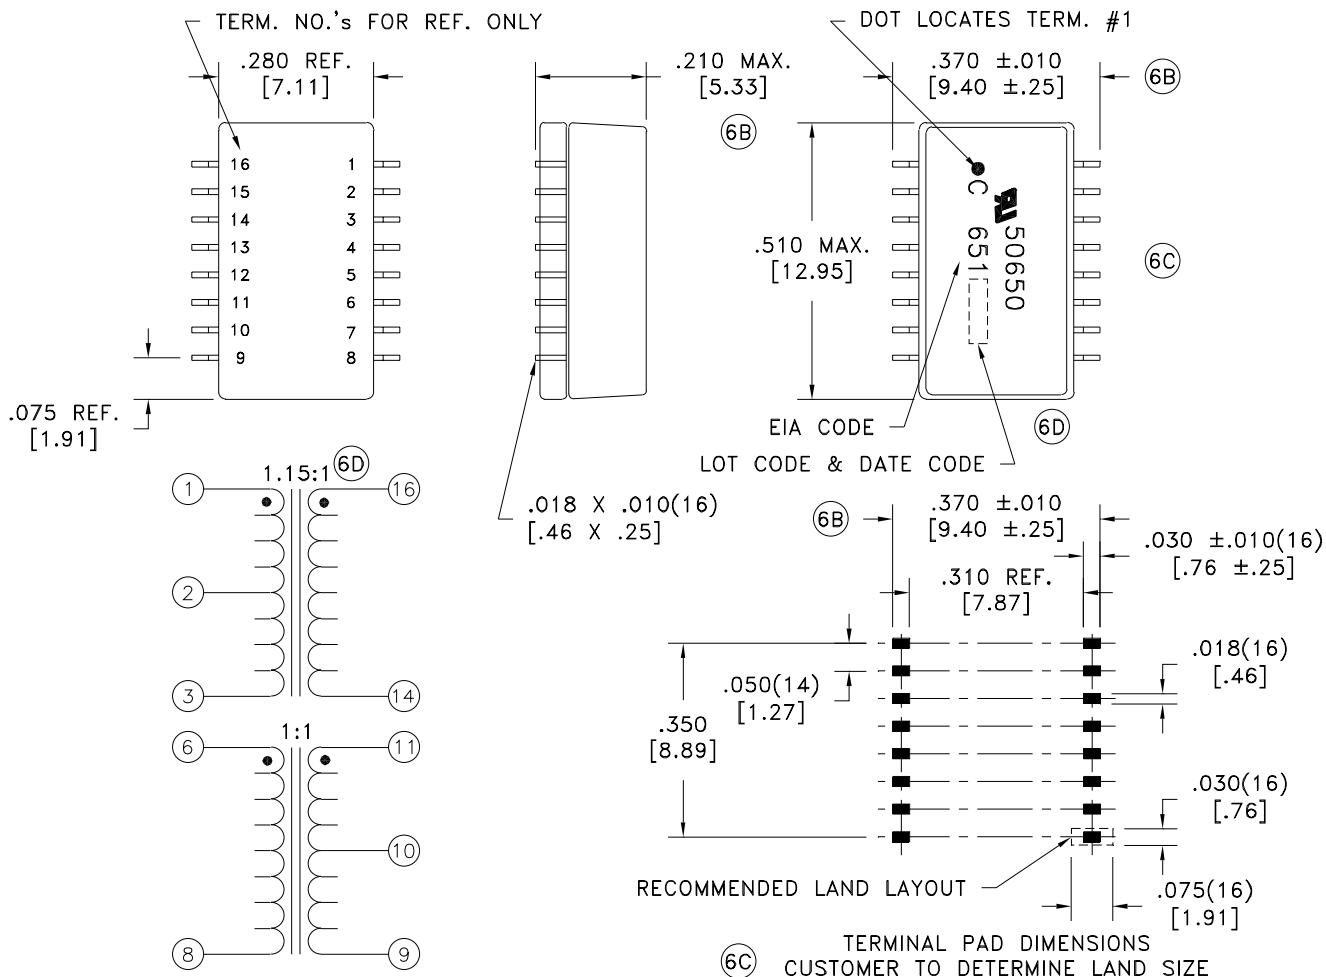 TERM. NO.'s FOR REF. ONLY
DOT LOCATES TERM. #1
.280 REF.
[7.11]
.210 MAX.
[5.33]
.370 ±.010
[9.40 ±.25]
6B
6B
16
15
14
13
12
11
10
9
1
2
3
4
5
6
7
8
.510 MAX.
[12.95]
C
50650
651
6C
.075 REF.
[1.91]
EIA CODE
6D
LOT CODE & DATE CODE
.018 X .010(16)
[.46 X .25]
1.15:1
6D
1
16
2
3
14
1:1
6
11
10
8
9
6B
.370 ±.010
[9.40 ±.25]
.030 ±.010(16)
[.76 ±.25]
.310 REF.
[7.87]
.050(14)
[1.27]
.018(16)
[.46]
.350
[8.89]
.030(16)
[.76]
RECOMMENDED LAND LAYOUT
.075(16)
[1.91]
6C
TERMINAL PAD DIMENSIONS
CUSTOMER TO DETERMINE LAND SIZE